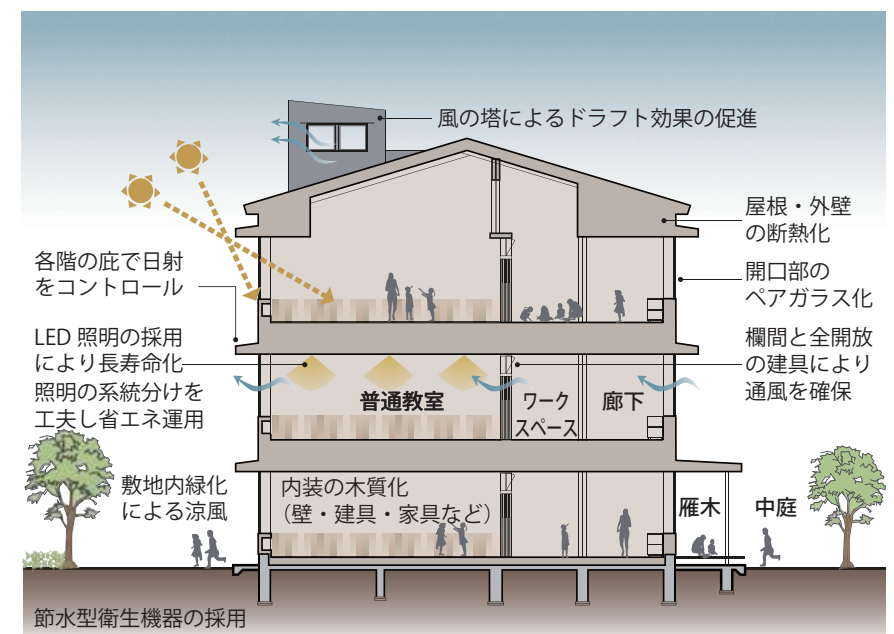 風の塔によるドラフト効果の促進
屋根・外壁
の断熱化
各階の庇で日射
をコントロール
開口部の
ペアガラス化
LED 照明の採用
により長寿命化
照明の系統分けを
工夫し省エネ運用
欄間と全開放
の建具により
通風を確保
普通教室
ワーク
スペース
廊下
敷地内緑化
による涼風
内装の木質化
（壁・建具・家具など）
雁木
中庭
節水型衛生機器の採用